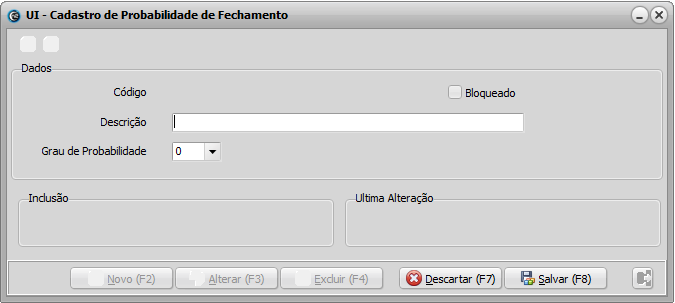 UI - Cadastro de Probabilidade de Fechamento
Dados
Código
Bloqueado
Descrição
Grau de Probabilidade 0
Inclusão
Ultima Alteração
Novo (F2) Alterar (F3) Excluir (F4) Descartar (F7) Salvar (F8)